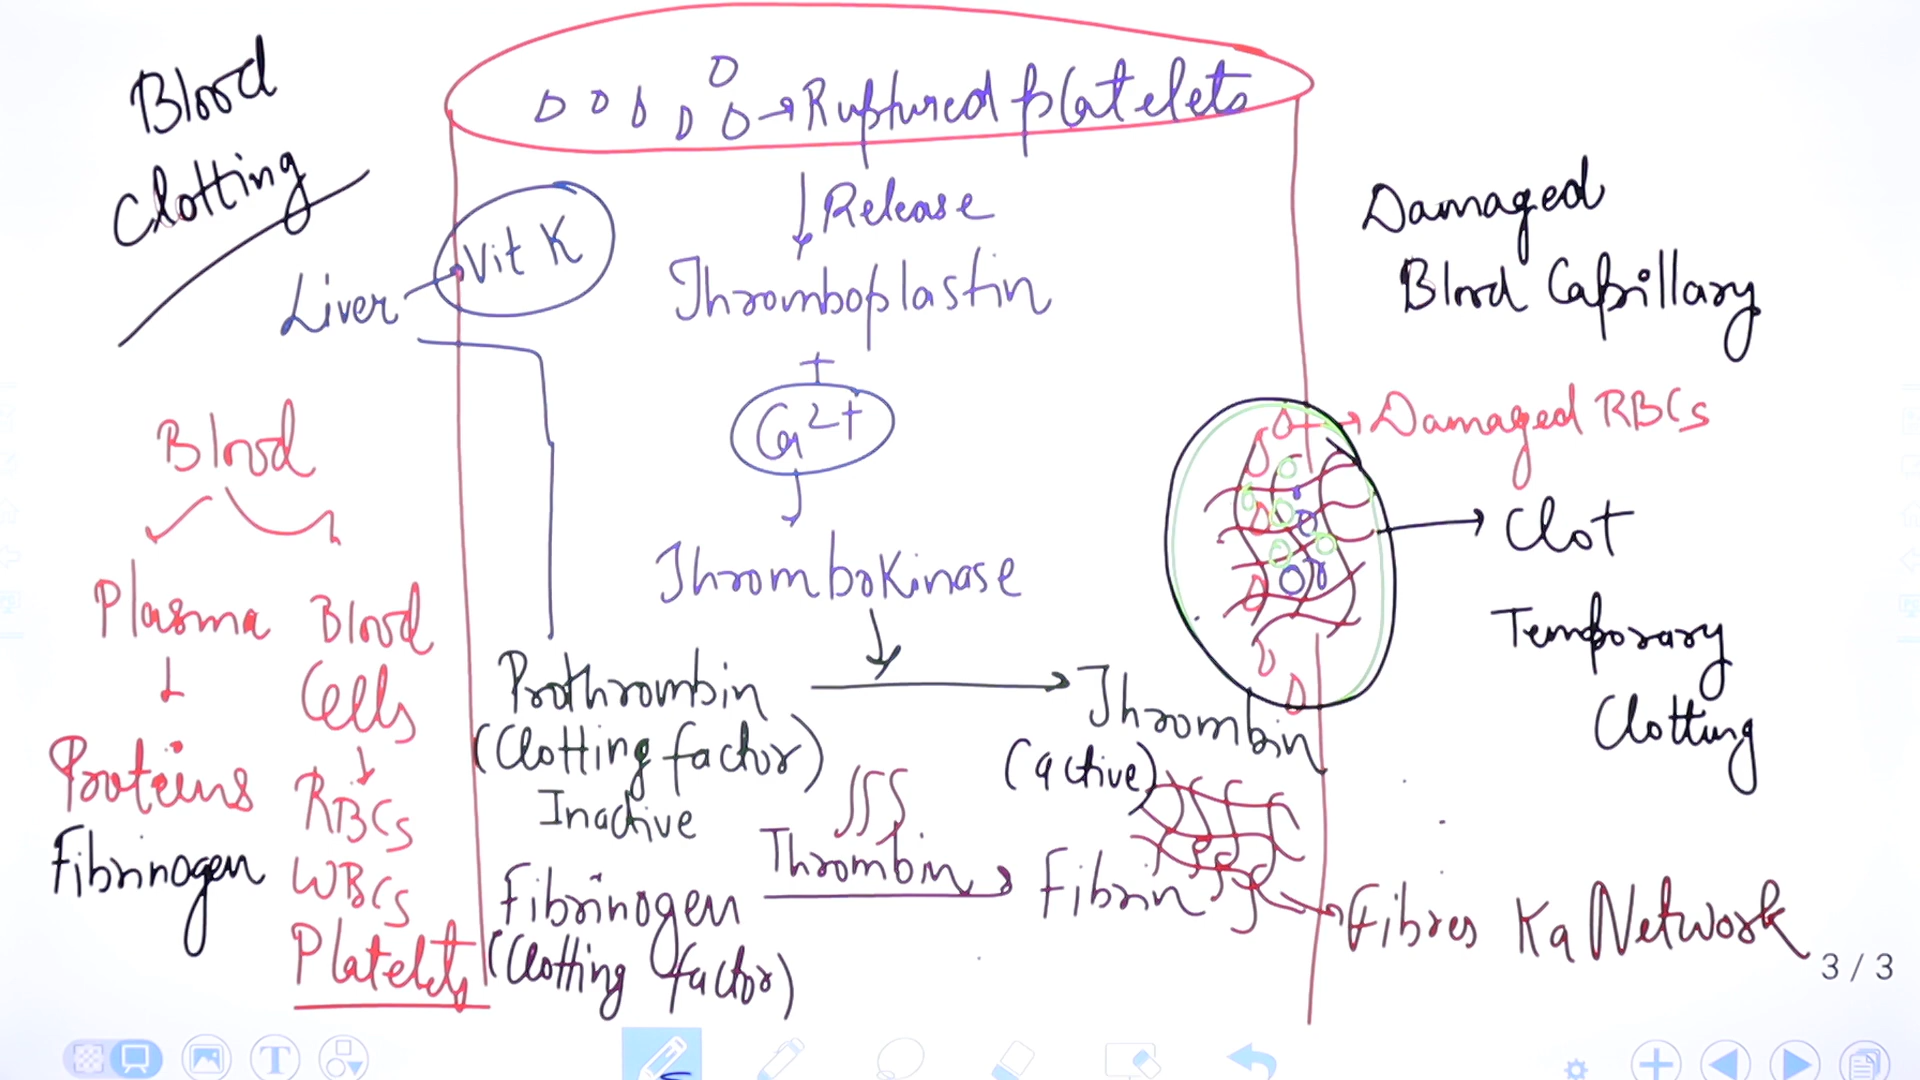 Blood
Clotting
Ruptured platelets
Release
Vit K
Liver
Thromboplastin
+
Ca2+
Thrombokinase
Prothrombin
(Clotting factor)
Inactive
Thrombin
(active)
Fibrinogen
(Clotting factor)
Thrombin
Fibrin
Blood
Plasma
Blood
Cells
Proteins
Fibrinogen
RBCs
WBCs
Platelets
Damaged
Blood Capillary
Damaged RBCs
Clot
Temporary
Clotting
Fibres Ka Network
3/3
T